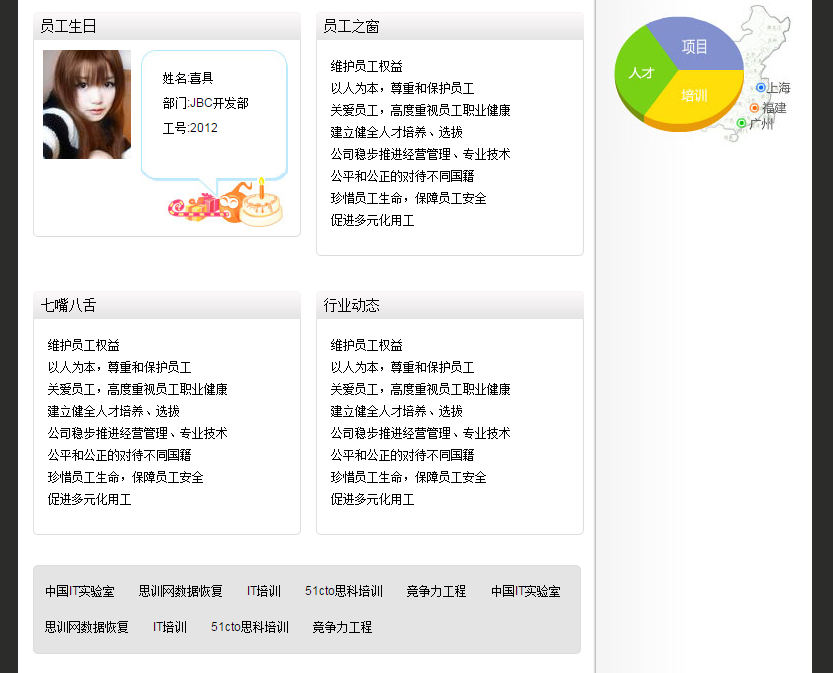 员工生日
姓名:喜具
部门:JBC开发部
工号:2012
员工之窗
维护员工权益
以人为本，尊重和保护员工
关爱员工，高度重视员工职业健康
建立健全人才培养、选拔
公司稳步推进经营管理、专业技术
公平和公正的对待不同国籍
珍惜员工生命，保障员工安全
促进多元化用工
项目
人才
培训
上海
福建
广州
七嘴八舌
维护员工权益
以人为本，尊重和保护员工
关爱员工，高度重视员工职业健康
建立健全人才培养、选拔
公司稳步推进经营管理、专业技术
公平和公正的对待不同国籍
珍惜员工生命，保障员工安全
促进多元化用工
行业动态
维护员工权益
以人为本，尊重和保护员工
关爱员工，高度重视员工职业健康
建立健全人才培养、选拔
公司稳步推进经营管理、专业技术
公平和公正的对待不同国籍
珍惜员工生命，保障员工安全
促进多元化用工
中国IT实验室 思训网数据恢复 IT培训 51cto思科培训 竞争力工程 中国IT实验室
思训网数据恢复 IT培训 51cto思科培训 竞争力工程